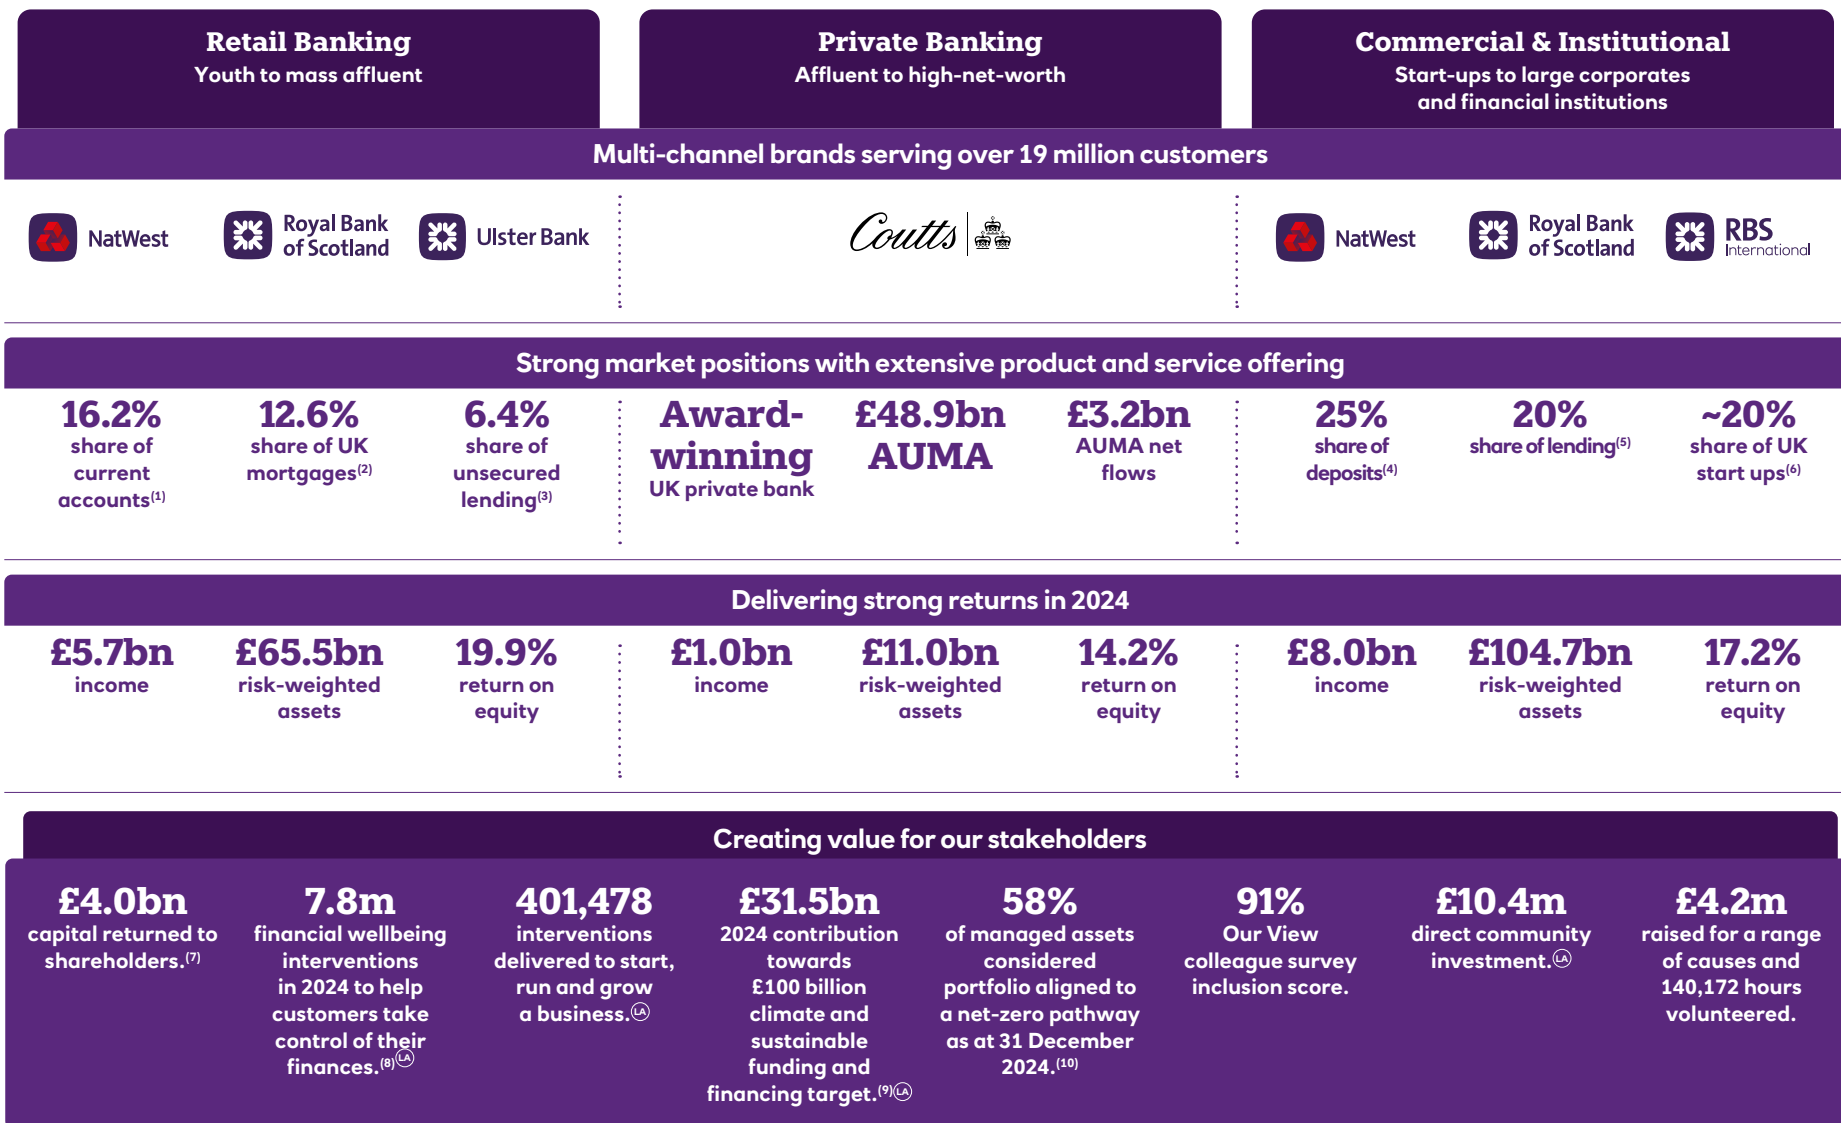 Retail Banking
Youth to mass affluent
Private Banking
Affluent to high-net-worth
Commercial & Institutional
Start-ups to large corporates
and financial institutions
Multi-channel brands serving over 19 million customers
NatWest
Royal Bank
of Scotland
Ulster Bank
Coutts
NatWest
Royal Bank
of Scotland
RBS
International
Strong market positions with extensive product and service offering
16.2%
share of
current
accounts(1)
12.6%
share of UK
mortgages(2)
6.4%
share of
unsecured
lending(3)
Award-
winning
UK private bank
£48.9bn
AUMA
£3.2bn
AUMA net
flows
25%
share of
deposits(4)
20%
share of lending(5)
~20%
share of UK
start ups(6)
Delivering strong returns in 2024
£5.7bn
income
£65.5bn
risk-weighted
assets
19.9%
return on
equity
£1.0bn
income
£11.0bn
risk-weighted
assets
14.2%
return on
equity
£8.0bn
income
£104.7bn
risk-weighted
assets
17.2%
return on
equity
Creating value for our stakeholders
£4.0bn
capital returned to
shareholders.(7)
7.8m
financial wellbeing
interventions
in 2024 to help
customers take
control of their
finances.(8) LA
401,478
interventions
delivered to start,
run and grow
a business. LA
£31.5bn
2024 contribution
towards
£100 billion
climate and
sustainable
funding and
financing target.(9) LA
58%
of managed assets
considered
portfolio aligned to
a net-zero pathway
as at 31 December
2024.(10)
91%
Our View
colleague survey
inclusion score.
£10.4m
direct community
investment. LA
£4.2m
raised for a range
of causes and
140,172 hours
volunteered.